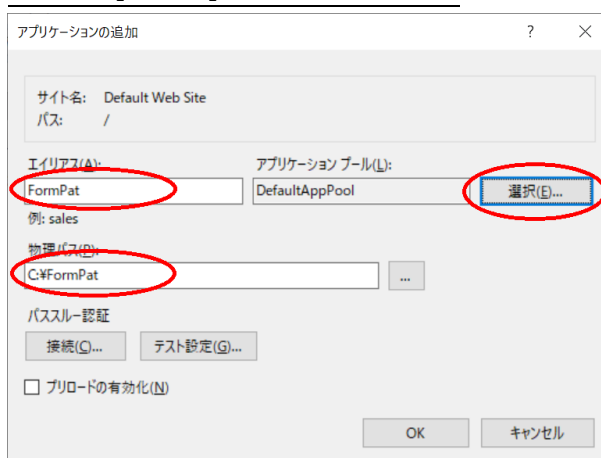 アプリケーションの追加 ?
サイト名: Default Web Site
パス: /
エイリアス(A): アプリケーション プール(L):
FormPat DefaultAppPool 選択(E)...
例: sales
物理パス(P):
C:¥FormPat ...
パススルー認証
接続(C)... テスト設定(G)...
プリロードの有効化(N)
OK キャンセル